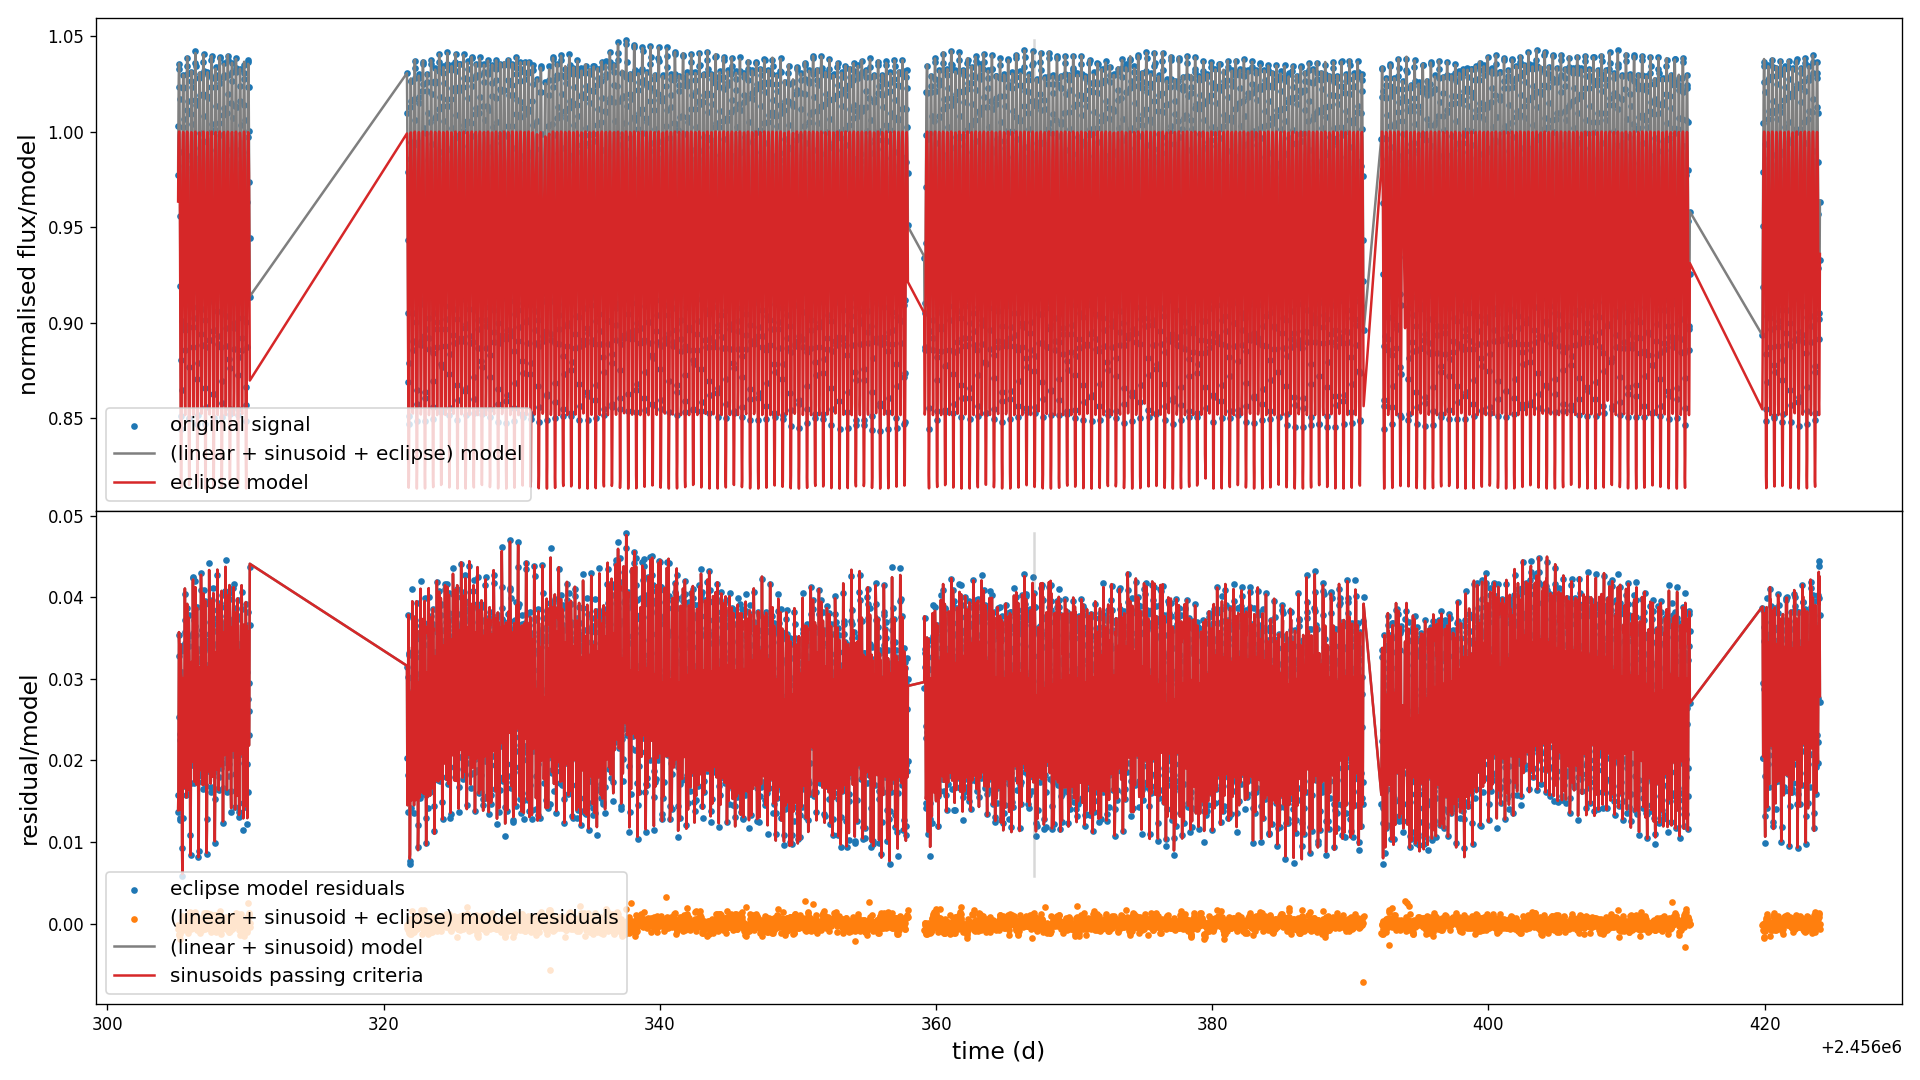 normalised flux/model
1.05
1.00
0.95
0.90
0.85
original signal
(linear + sinusoid + eclipse) model
eclipse model
residual/model
0.05
0.04
0.03
0.02
0.01
0.00
eclipse model residuals
(linear + sinusoid + eclipse) model residuals
(linear + sinusoid) model
sinusoids passing criteria
300 320 340 360 380 400 420
time (d)
+2.456e6